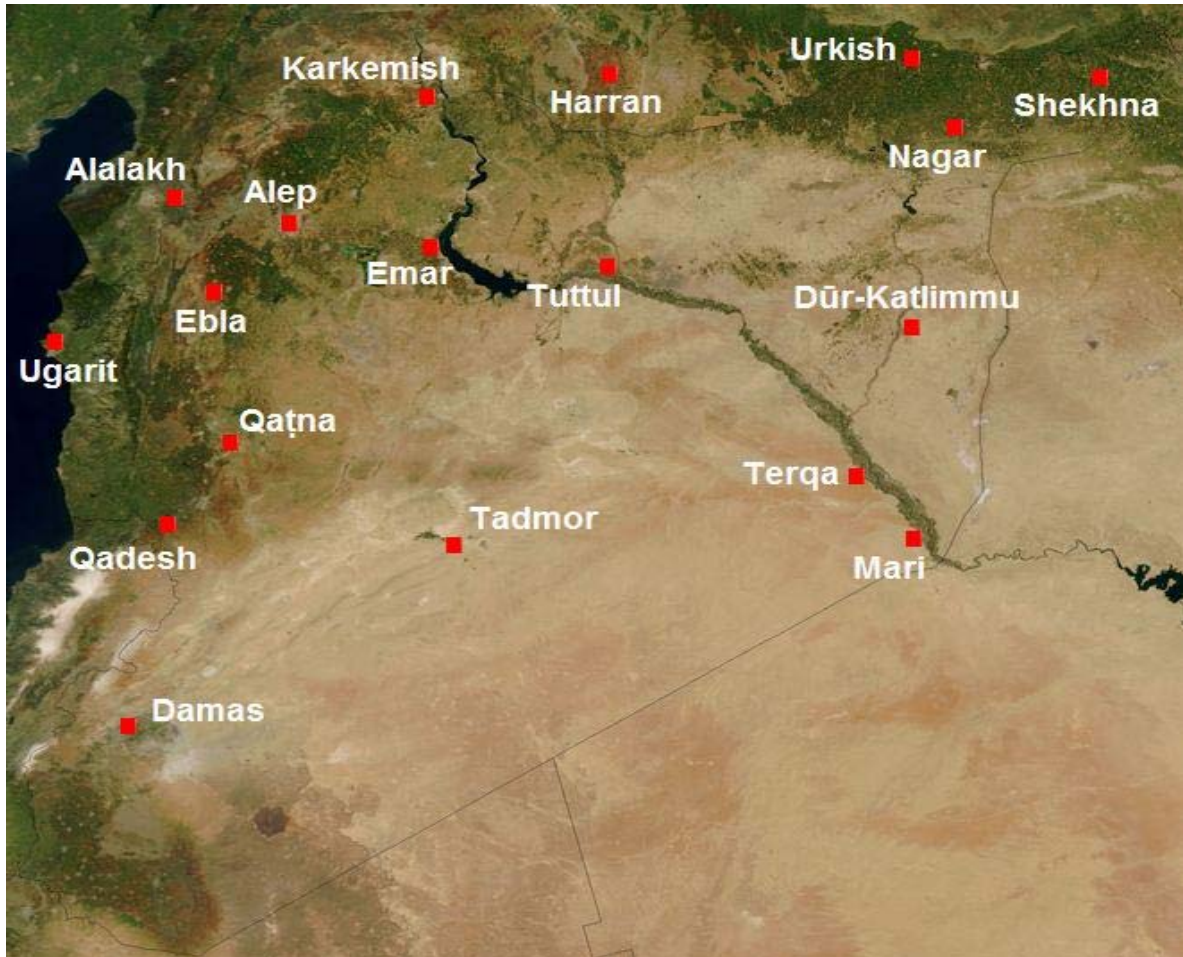 Urkish
Karkemish
Harran
Shekhna
Nagar
Alalakh
Alep
Emar
Tuttul
Dūr-Katlimmu
Ebla
Ugarit
Qaṭna
Terqa
Tadmor
Qadesh
Mari
Damas